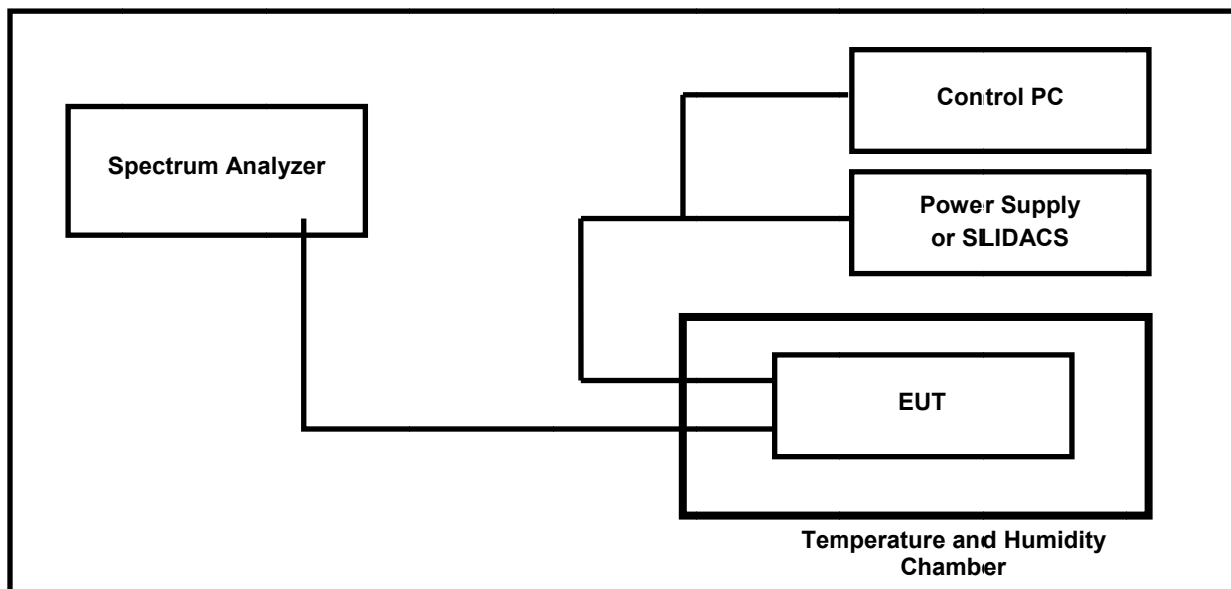 Control PC
Spectrum Analyzer
Power Supply
or SLIDACS
EUT
Temperature and Humidity
Chamber